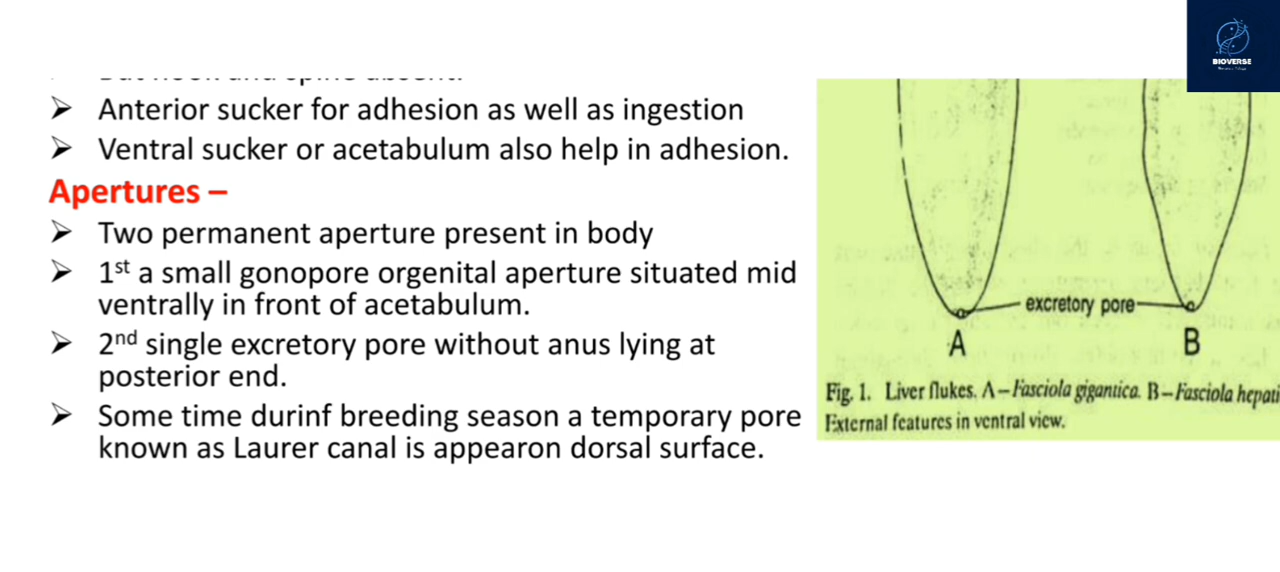 ➢ Anterior sucker for adhesion as well as ingestion
➢ Ventral sucker or acetabulum also help in adhesion.
Apertures –
➢ Two permanent aperture present in body
➢ 1st a small gonopore orgenital aperture situated mid
ventrally in front of acetabulum.
➢ 2nd single excretory pore without anus lying at
posterior end.
➢ Some time durinf breeding season a temporary pore
known as Laurer canal is appearon dorsal surface.
BIOVERSE
excretory pore
A
B
Fig. 1. Liver flukes. A–Fasciola gigantica. B–Fasciola hepati
External features in ventral view.